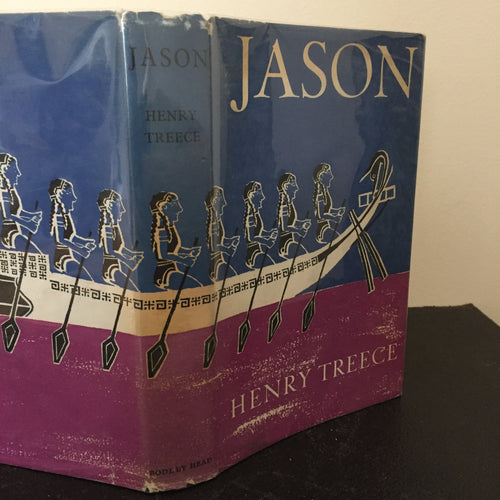 JASON
HENRY
TREECE
BODLEY HEAD
JASON
HENRY TREECE